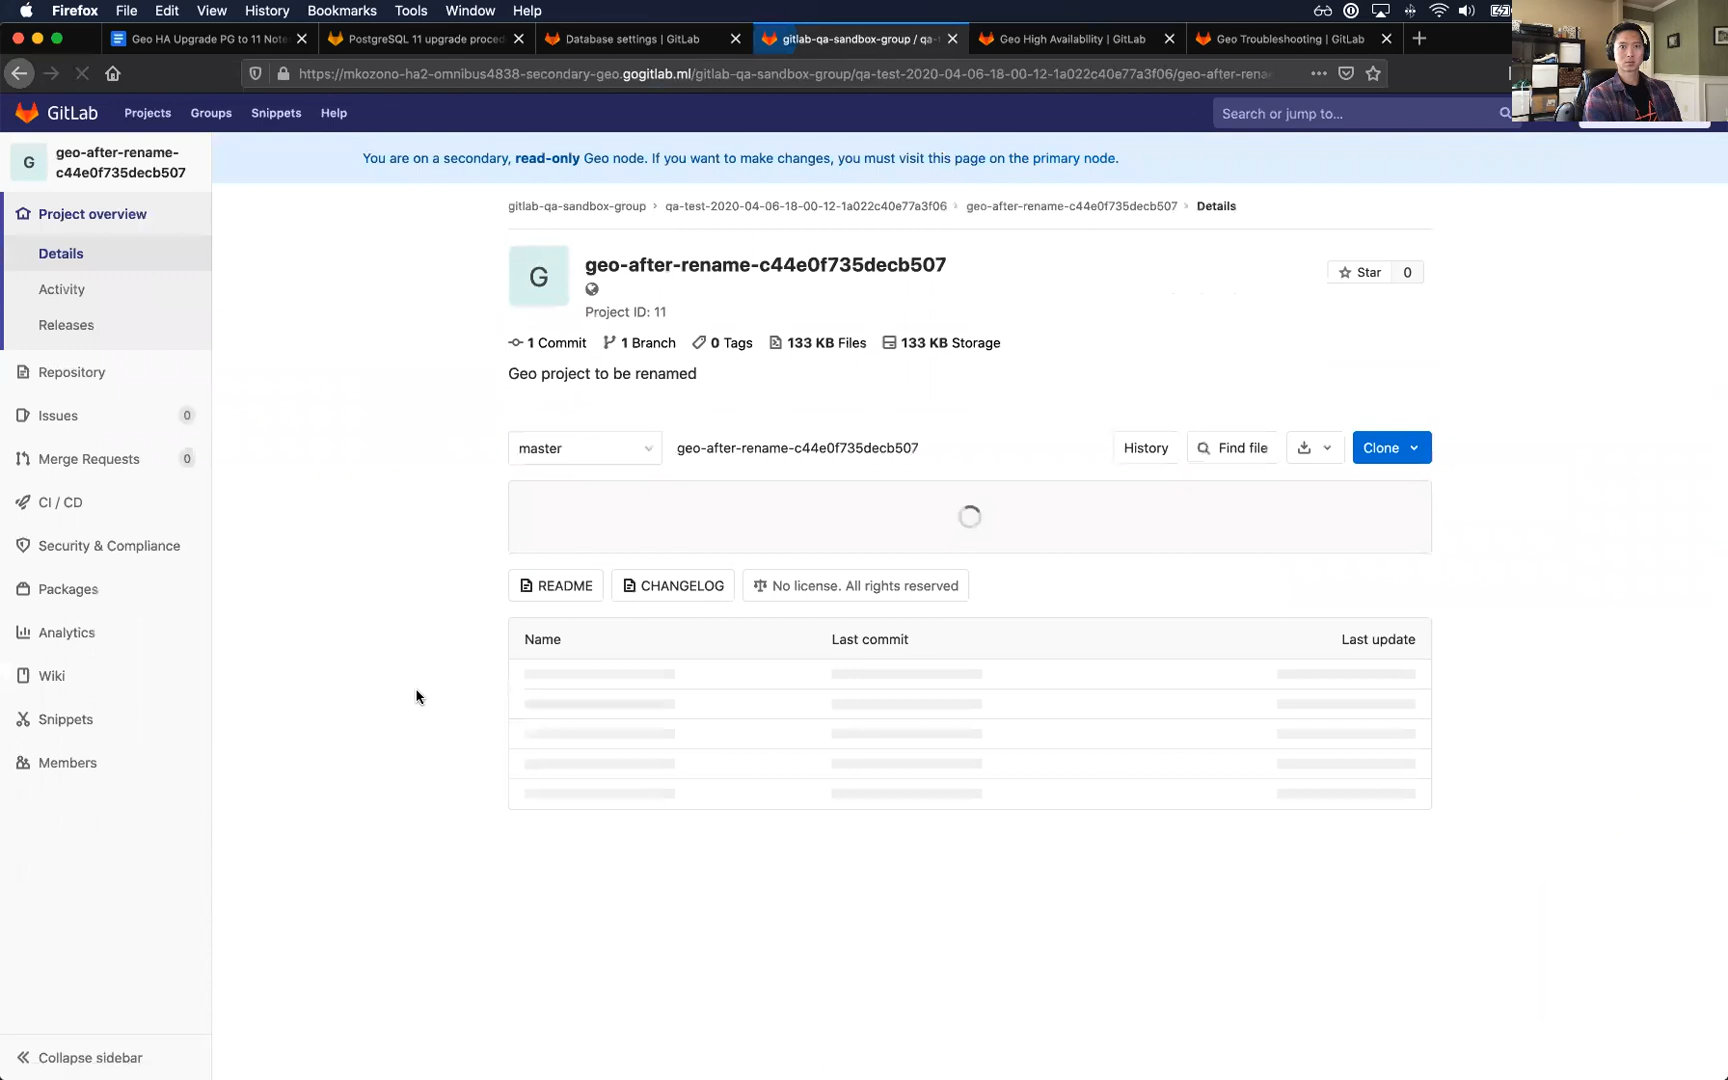 Firefox File Edit View History Bookmarks Tools Window Help
Geo HA Upgrade PG to 11 Note
PostgreSQL 11 upgrade proced
Database settings | GitLab
gitlab-qa-sandbox-group / qa-
Geo High Availability | GitLab
Geo Troubleshooting | GitLab
https://mkozono-ha2-omnibus4838-secondary-geo.gogitlab.ml/gitlab-qa-sandbox-group/qa-test-2020-04-06-18-00-12-1a022c40e77a3f06/geo-after-rena
GitLab Projects Groups Snippets Help Search or jump to...
G geo-after-rename-
c44e0f735decb507
You are on a secondary, read-only Geo node. If you want to make changes, you must visit this page on the primary node.
Project overview
Details
Activity
Releases
Repository
Issues 0
Merge Requests 0
CI / CD
Security & Compliance
Packages
Analytics
Wiki
Snippets
Members
Collapse sidebar
gitlab-qa-sandbox-group › qa-test-2020-04-06-18-00-12-1a022c40e77a3f06 › geo-after-rename-c44e0f735decb507 › Details
G
geo-after-rename-c44e0f735decb507
Star 0
Project ID: 11
1 Commit 1 Branch 0 Tags 133 KB Files 133 KB Storage
Geo project to be renamed
master geo-after-rename-c44e0f735decb507 History Find file Clone
README CHANGELOG No license. All rights reserved
Name Last commit Last update